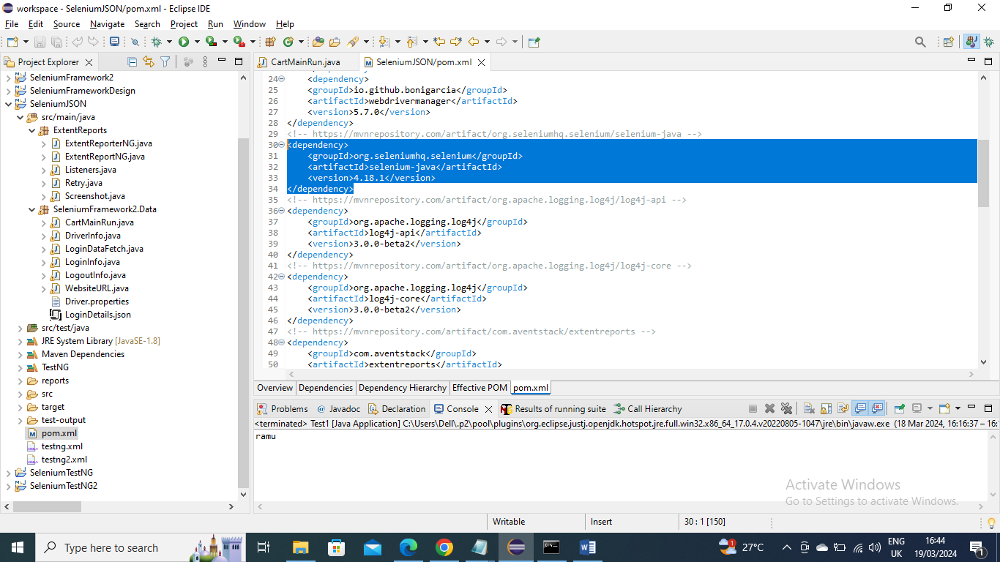 workspace - SeleniumJSON/pom.xml - Eclipse IDE
File Edit Source Navigate Search Project Run Window Help
Project Explorer
SeleniumFramework2
SeleniumFrameworkDesign
SeleniumJSON
src/main/java
ExtentReports
ExtentReporterNG.java
ExtentReportNG.java
Listeners.java
Retry.java
Screenshot.java
SeleniumFramework2.Data
CartMainRun.java
DriverInfo.java
LoginDataFetch.java
LoginInfo.java
LogoutInfo.java
WebsiteURL.java
Driver.properties
LoginDetails.json
src/test/java
JRE System Library [JavaSE-1.8]
Maven Dependencies
TestNG
reports
src
target
test-output
pom.xml
testng.xml
testng2.xml
SeleniumTestNG
SeleniumTestNG2
CartMainRun.java SeleniumJSON/pom.xml
24 <dependency>
25 <groupId>io.github.bonigarcia</groupId>
26 <artifactId>webdrivermanager</artifactId>
27 <version>5.7.0</version>
28 </dependency>
29 <!-- https://mvnrepository.com/artifact/org.seleniumhq.selenium/selenium-java -->
30 <dependency>
31 <groupId>org.seleniumhq.selenium</groupId>
32 <artifactId>selenium-java</artifactId>
33 <version>4.18.1</version>
34 </dependency>
35 <!-- https://mvnrepository.com/artifact/org.apache.logging.log4j/log4j-api -->
36 <dependency>
37 <groupId>org.apache.logging.log4j</groupId>
38 <artifactId>log4j-api</artifactId>
39 <version>3.0.0-beta2</version>
40 </dependency>
41 <!-- https://mvnrepository.com/artifact/org.apache.logging.log4j/log4j-core -->
42 <dependency>
43 <groupId>org.apache.logging.log4j</groupId>
44 <artifactId>log4j-core</artifactId>
45 <version>3.0.0-beta2</version>
46 </dependency>
47 <!-- https://mvnrepository.com/artifact/com.aventstack/extentreports -->
48 <dependency>
49 <groupId>com.aventstack</groupId>
50 <artifactId>extentreports</artifactId>
Overview Dependencies Dependency Hierarchy Effective POM pom.xml
Problems Javadoc Declaration Console Results of running suite Call Hierarchy
<terminated> Test1 [Java Application] C:\Users\Dell\.p2\pool\plugins\org.eclipse.justj.openjdk.hotspot.jre.full.win32.x86_64_17.0.4.v20220805-1047\jre\bin\javaw.exe (18 Mar 2024, 16:16:37 – 16:
ramu
Activate Windows
Go to Settings to activate Windows.
Writable Insert 30 : 1 [150]
Type here to search
27°C
ENG
UK
16:44
19/03/2024
1